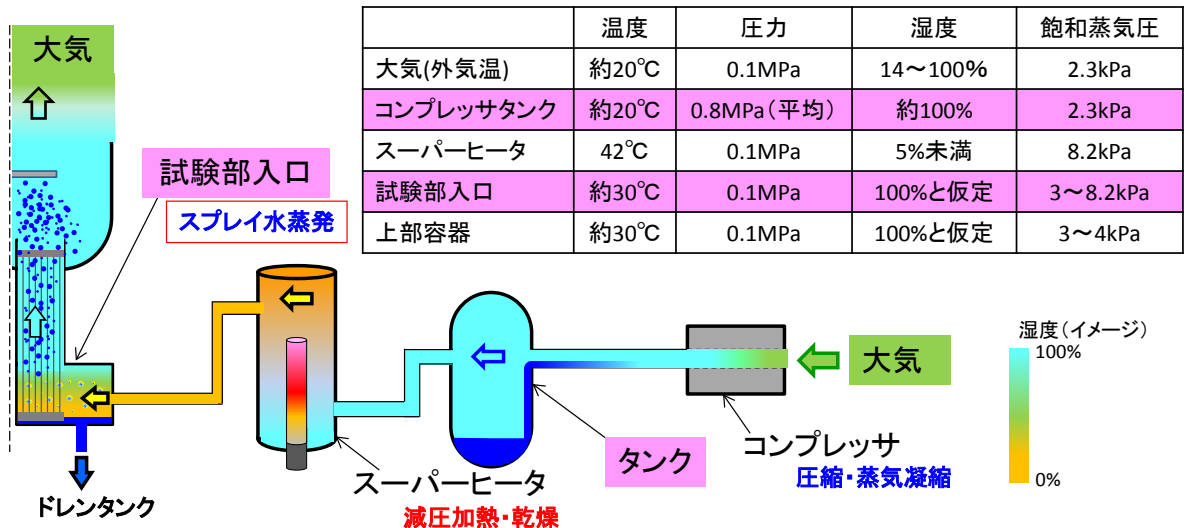 大気
試験部入口
スプレイ水蒸発
温度 圧力 湿度 飽和蒸気圧
大気(外気温) 約20℃ 0.1MPa 14～100% 2.3kPa
コンプレッサタンク 約20℃ 0.8MPa(平均) 約100% 2.3kPa
スーパーヒータ 42℃ 0.1MPa 5%未満 8.2kPa
試験部入口 約30℃ 0.1MPa 100%と仮定 3～8.2kPa
上部容器 約30℃ 0.1MPa 100%と仮定 3～4kPa
湿度(イメージ)
100%
0%
大気
コンプレッサ
圧縮・蒸気凝縮
タンク
スーパーヒータ
減圧加熱・乾燥
ドレンタンク